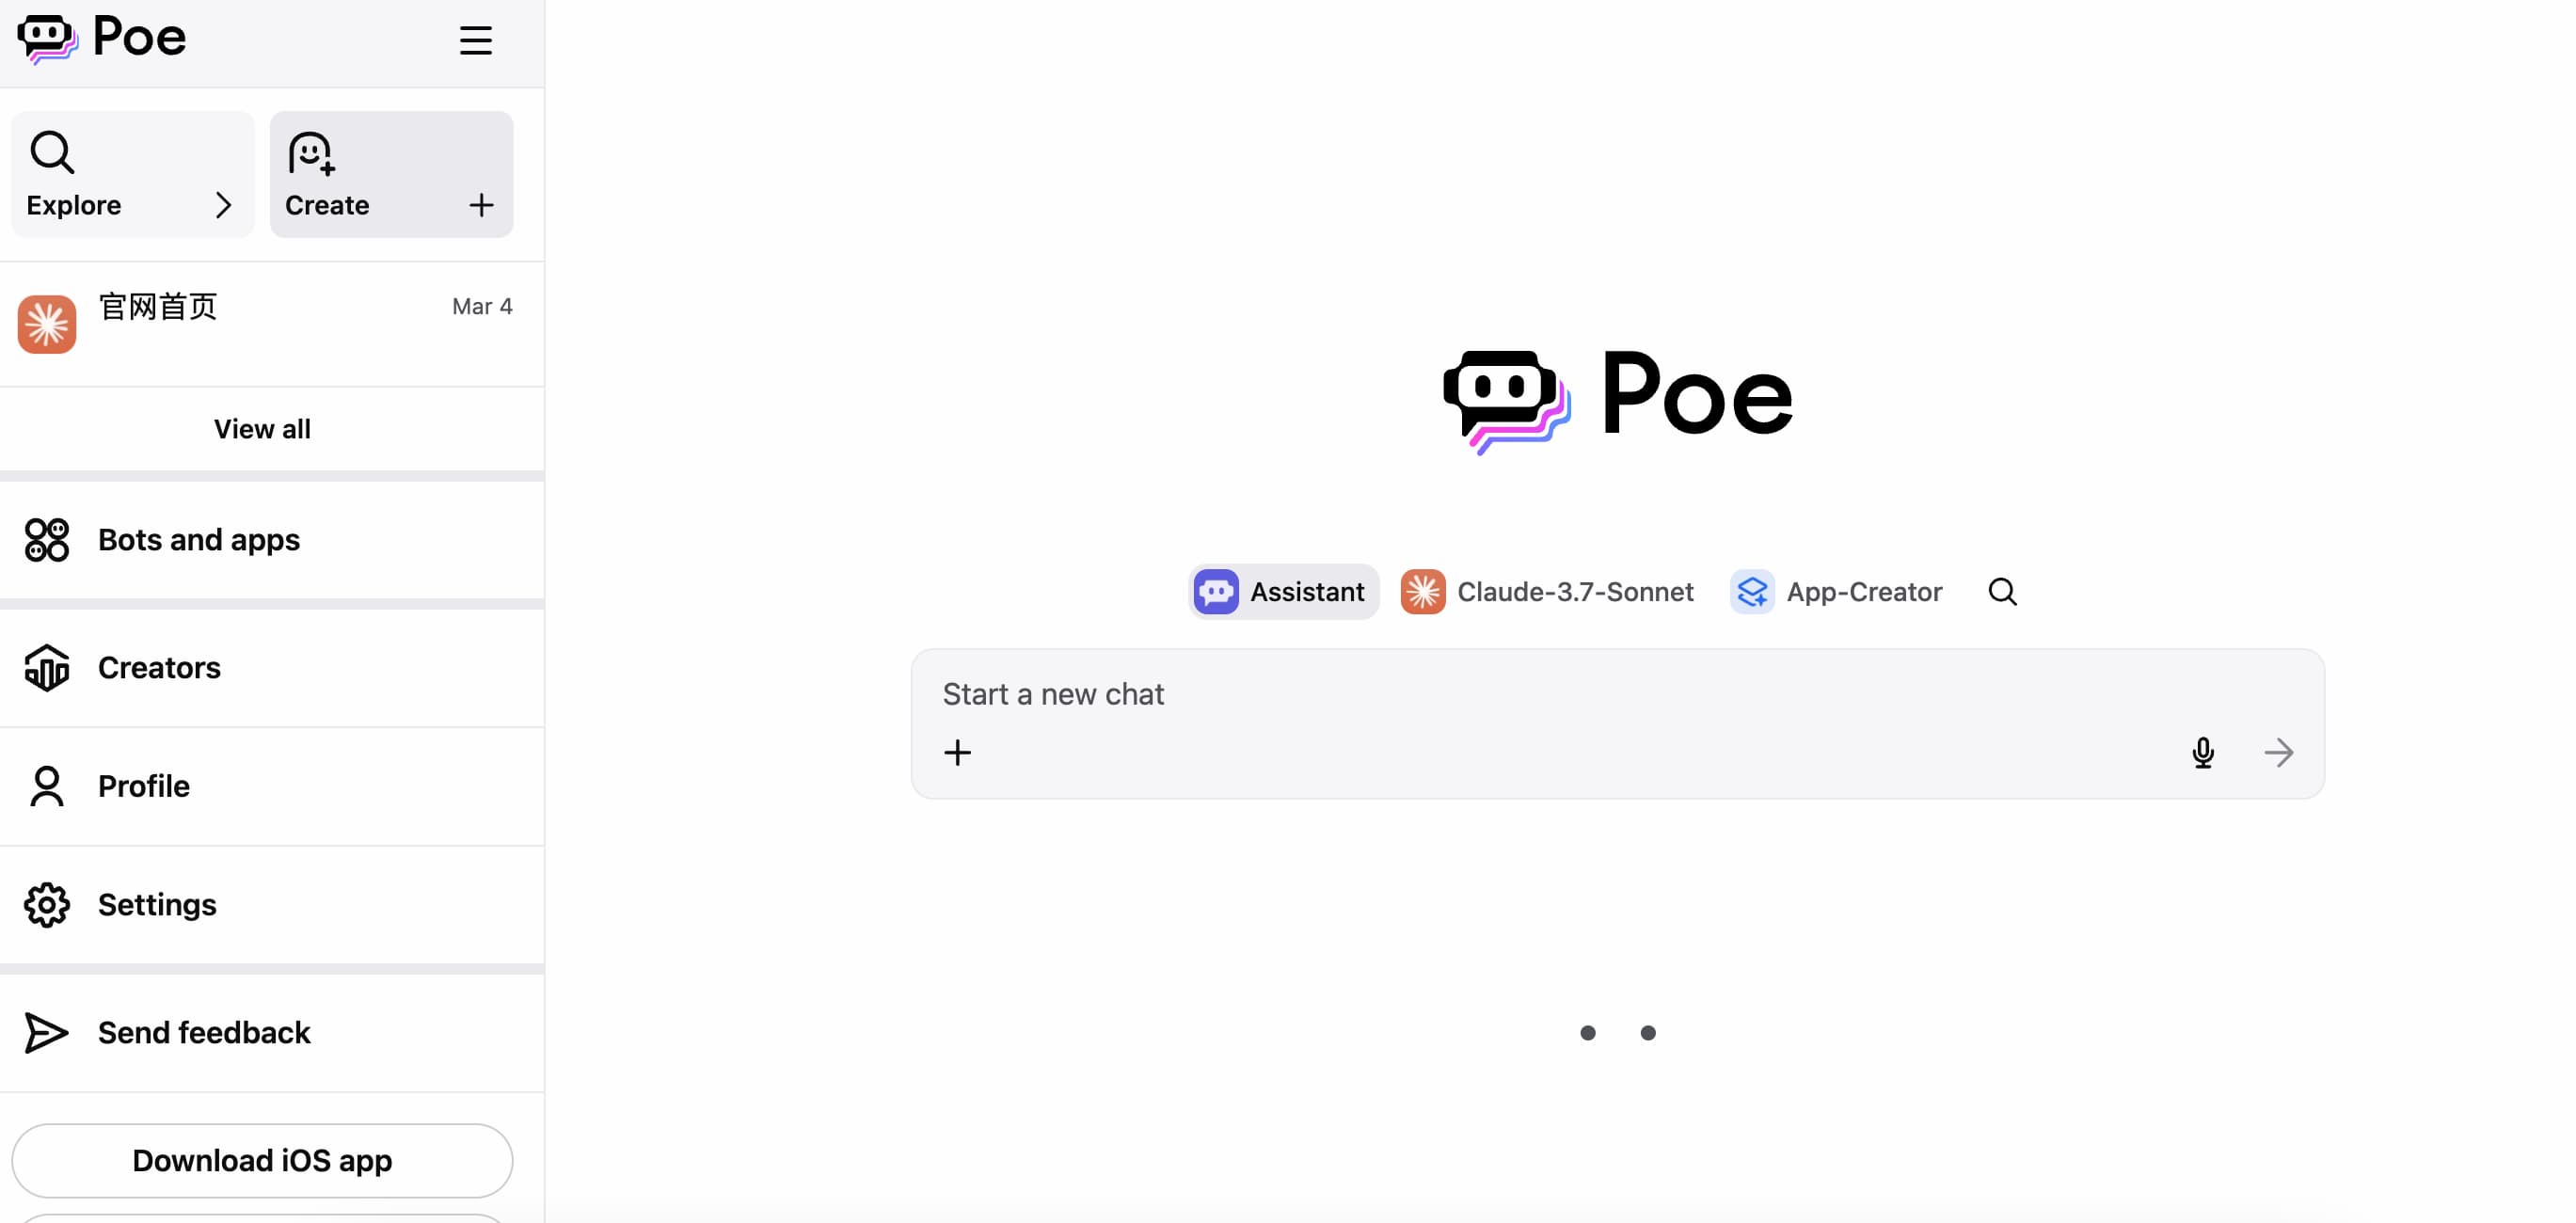 Poe
Explore
Create
官网首页
Mar 4
View all
Bots and apps
Creators
Profile
Settings
Send feedback
Download iOS app
Poe
Assistant
Claude-3.7-Sonnet
App-Creator
Start a new chat